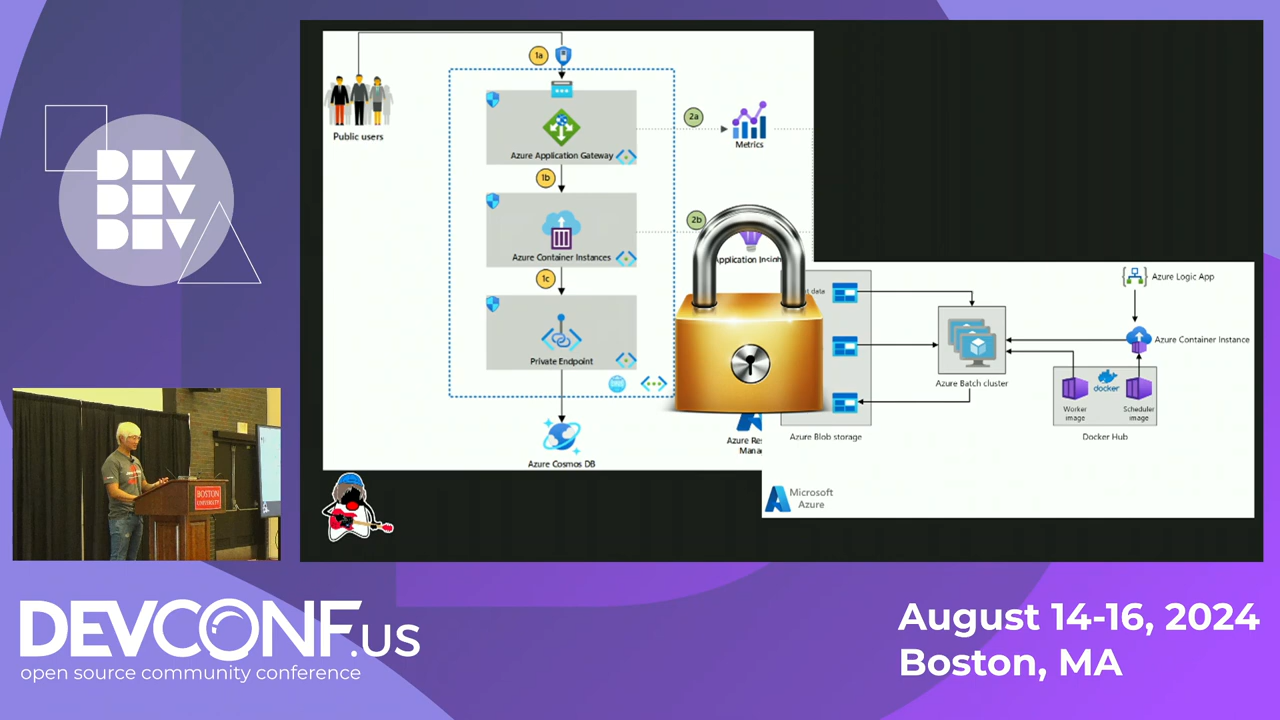 DEV
DEV
DEV
1a
Public users
Azure Application Gateway
2a
Metrics
1b
Azure Container Instances
2b
Application
1c
Private Endpoint
Azure Cosmos DB
Azure
data
Azure Blob storage
Azure Batch cluster
Azure Logic App
Azure Container Instance
docker
Worker
image
Scheduler
image
Docker Hub
Microsoft
Azure
BOSTON
UNIVERSITY
DEVCONF.US
open source community conference
August 14-16, 2024
Boston, MA